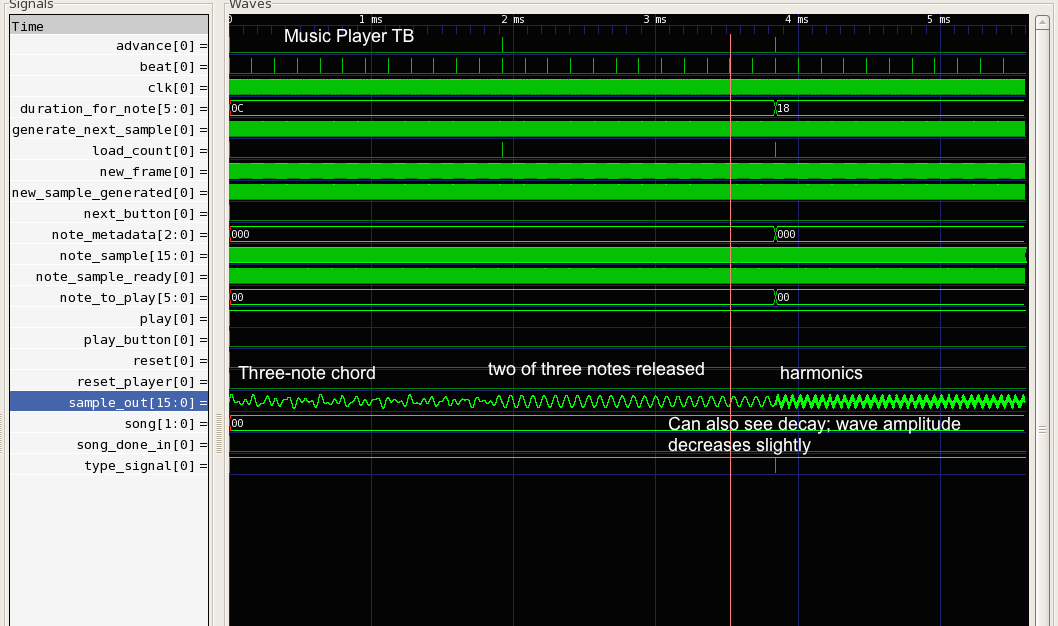 Signals
Waves
Time
0 1 ms 2 ms 3 ms 4 ms 5 ms
Music Player TB
advance[0] =
beat[0] =
clk[0] =
duration_for_note[5:0] = 0C 18
generate_next_sample[0] =
load_count[0] =
new_frame[0] =
new_sample_generated[0] =
next_button[0] =
note_metadata[2:0] = 000 000
note_sample[15:0] =
note_sample_ready[0] =
note_to_play[5:0] = 00 00
play[0] =
play_button[0] =
reset[0] =
Three-note chord two of three notes released harmonics
reset_player[0] =
sample_out[15:0] =
song[1:0] = 00
Can also see decay; wave amplitude
decreases slightly
song_done_in[0] =
type_signal[0] =